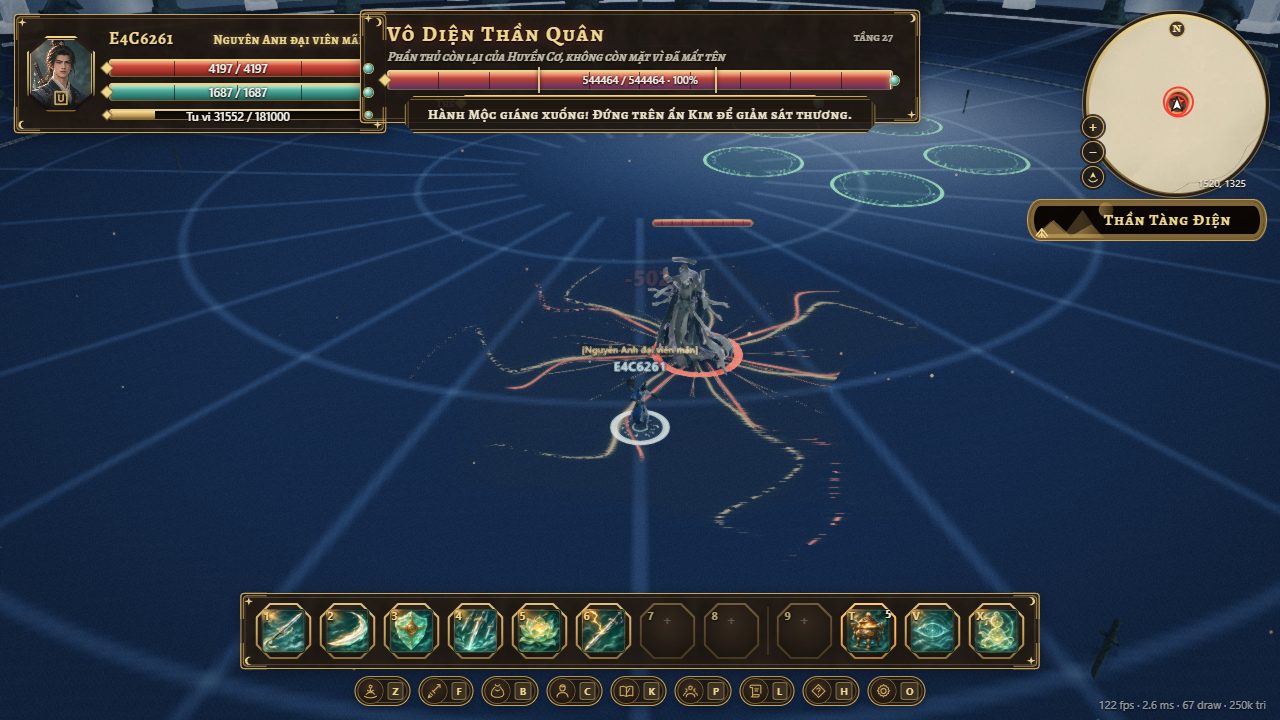 E4C6261
Nguyên Anh đại viên mã
4197 / 4197
1687 / 1687
Tu vi 31552 / 181000
U
Vô Diện Thần Quân
TẦNG 27
Phần thủ còn lại của Huyền Cơ, không còn mặt vì đã mất tên
544464 / 544464 · 100%
Hành Mộc giáng xuống! Đứng trên ấn Kim để giảm sát thương.
N
+
−
1520, 1325
Thần Tàng Điện
[Nguyên Anh đại viên mãn]
E4C6261
1
2
3
4
5
6
7
8
9
T
5
V
X
Z
F
B
C
K
P
L
H
O
122 fps · 2.6 ms · 67 draw · 250k tri